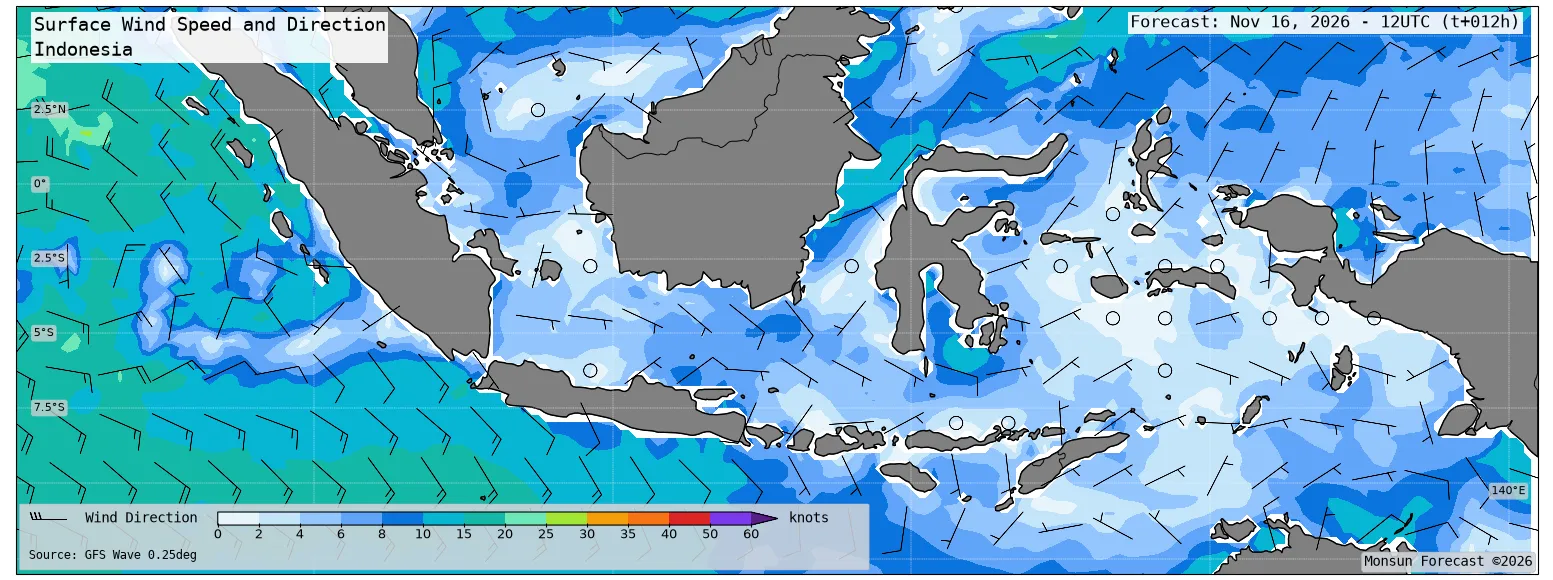 Surface Wind Speed and Direction
Indonesia
Forecast: Nov 16, 2026 - 12UTC (t+012h)
2.5°N
0°
2.5°S
5°S
7.5°S
140°E
Wind Direction
0 2 4 6 8 10 15 20 25 30 35 40 50 60 knots
Source: GFS Wave 0.25deg
Monsun Forecast ©2026